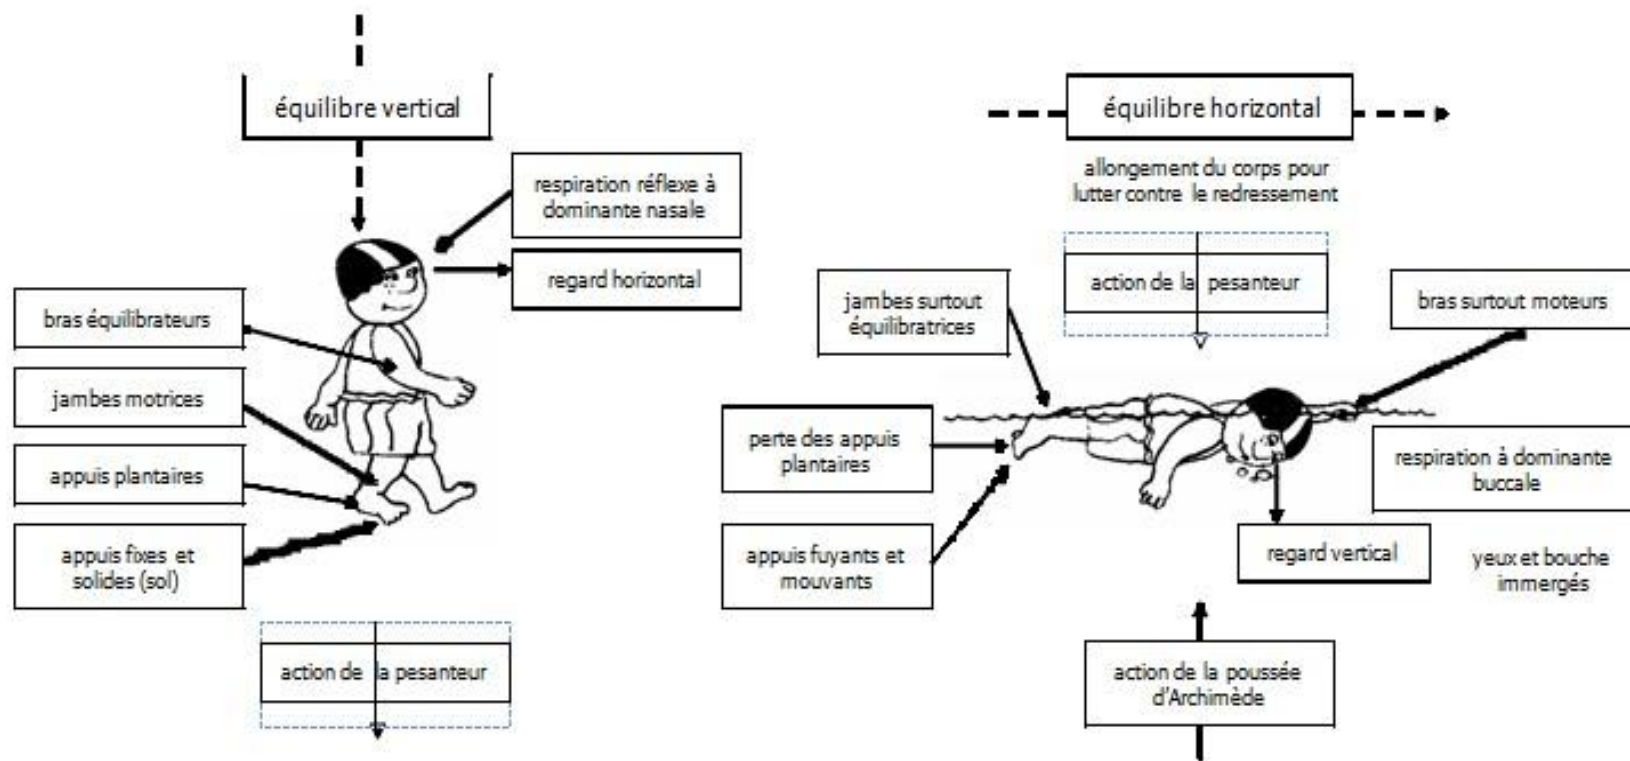 équilibre vertical
respiration réflexe à
dominante nasale
regard horizontal
bras équilibrateurs
jambes motrices
appuis plantaires
appuis fixes et
solides (sol)
action de la pesanteur
équilibre horizontal
allongement du corps pour
lutter contre le redressement
action de la pesanteur
jambes surtout
équilibratrices
bras surtout moteurs
perte des appuis
plantaires
respiration à dominante
buccale
appuis fuyants et
mouvants
regard vertical
yeux et bouche
immergés
action de la poussée
d'Archimède